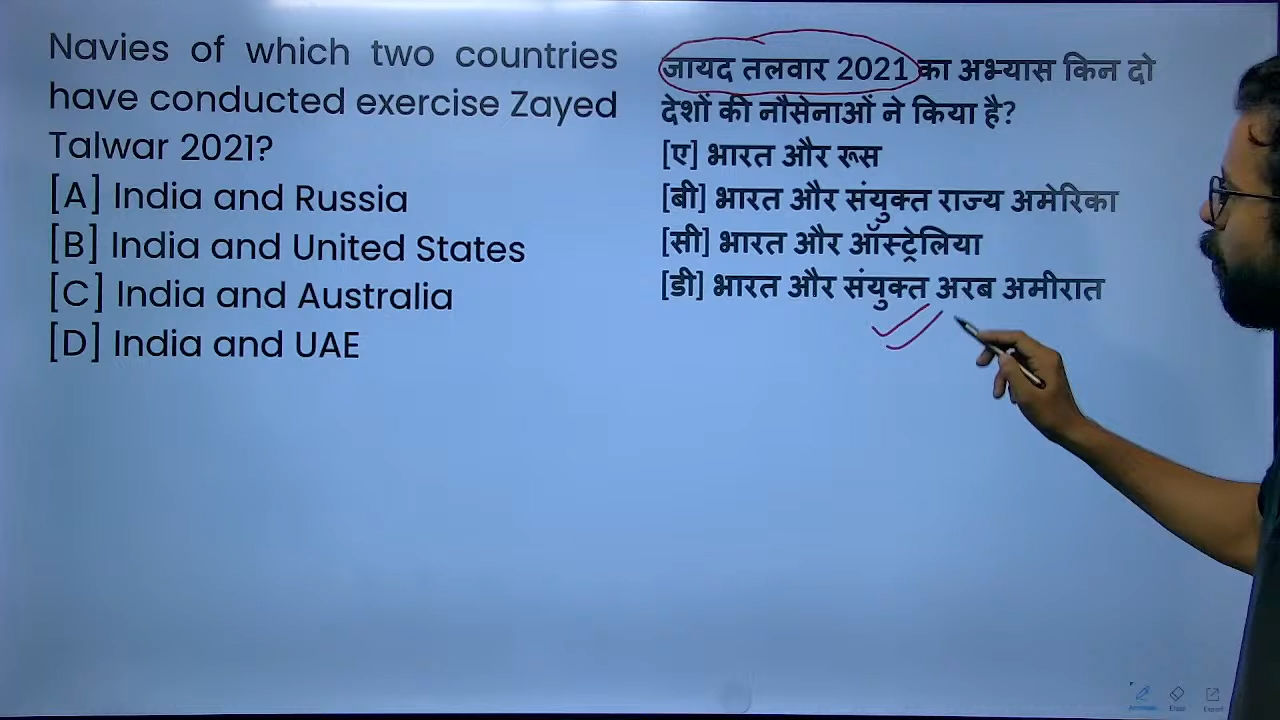 Navies of which two countries
have conducted exercise Zayed
Talwar 2021?
[A] India and Russia
[B] India and United States
[C] India and Australia
[D] India and UAE
जायद तलवार 2021 का अभ्यास किन दो
देशों की नौसेनाओं ने किया है?
[ए] भारत और रूस
[बी] भारत और संयुक्त राज्य अमेरिका
[सी] भारत और ऑस्ट्रेलिया
[डी] भारत और संयुक्त अरब अमीरात
Erase
Export